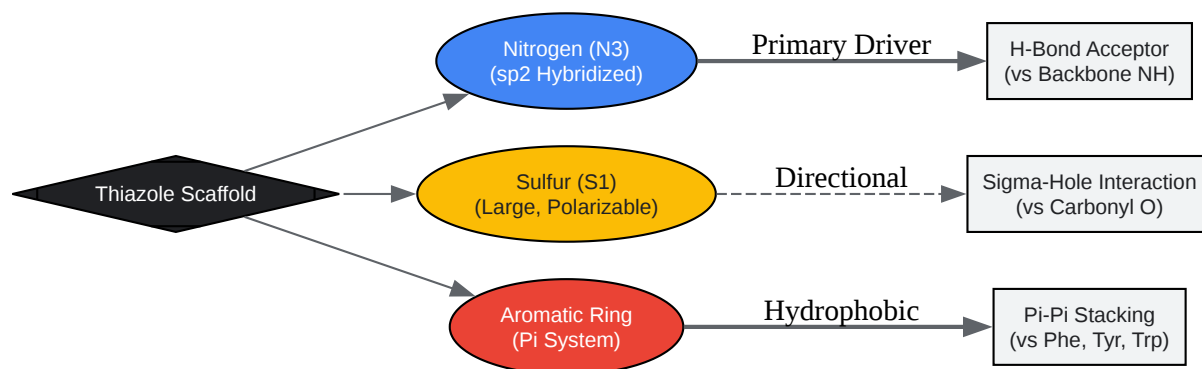 Nitrogen (N3)
(sp2 Hybridized)
Primary Driver
H-Bond Acceptor
(vs Backbone NH)
Thiazole Scaffold
Sulfur (S1)
(Large, Polarizable)
Directional
Sigma-Hole Interaction
(vs Carbonyl O)
Aromatic Ring
(Pi System)
Hydrophobic
Pi-Pi Stacking
(vs Phe, Tyr, Trp)